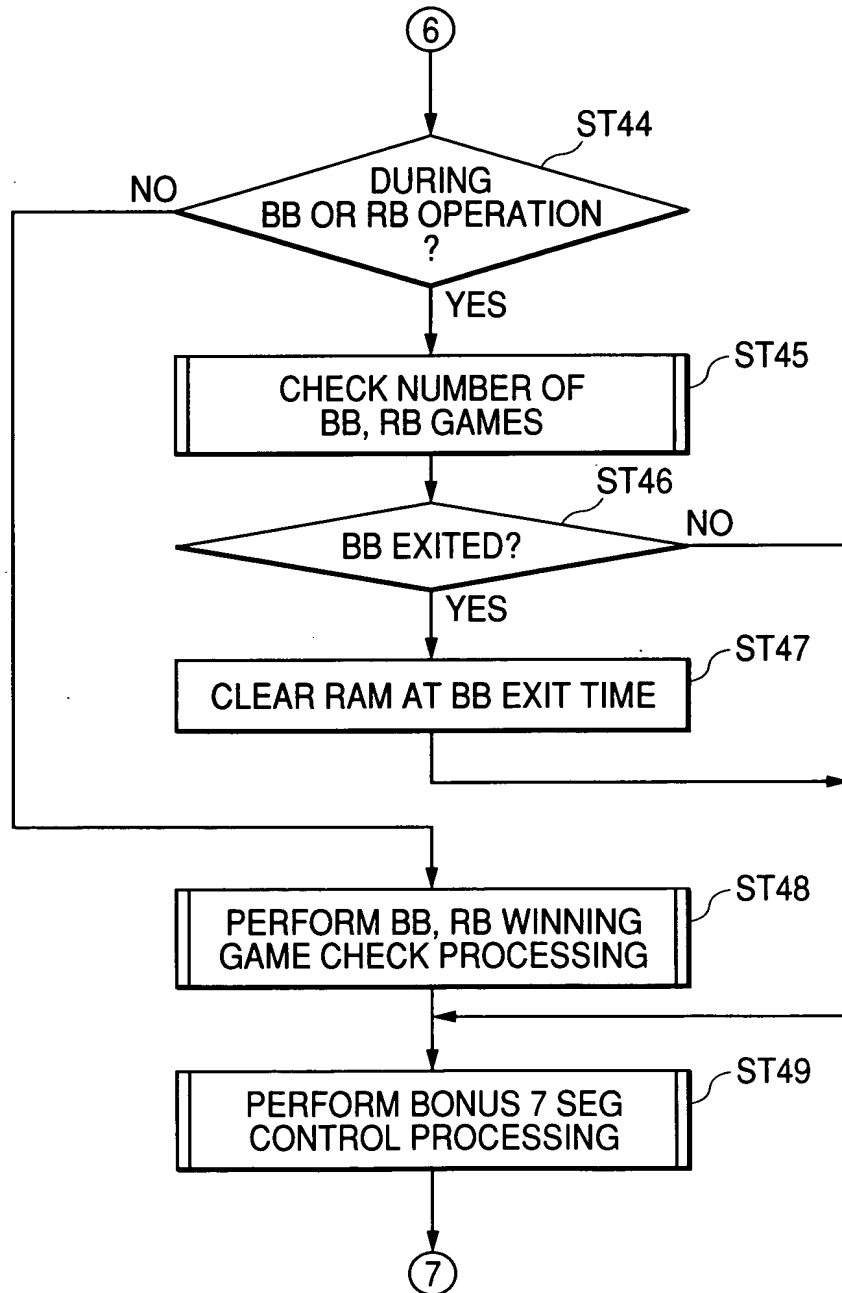 6
ST44
NO
DURING
BB OR RB OPERATION
?
YES
ST45
CHECK NUMBER OF
BB, RB GAMES
ST46
BB EXITED?
NO
YES
ST47
CLEAR RAM AT BB EXIT TIME
ST48
PERFORM BB, RB WINNING
GAME CHECK PROCESSING
ST49
PERFORM BONUS 7 SEG
CONTROL PROCESSING
7